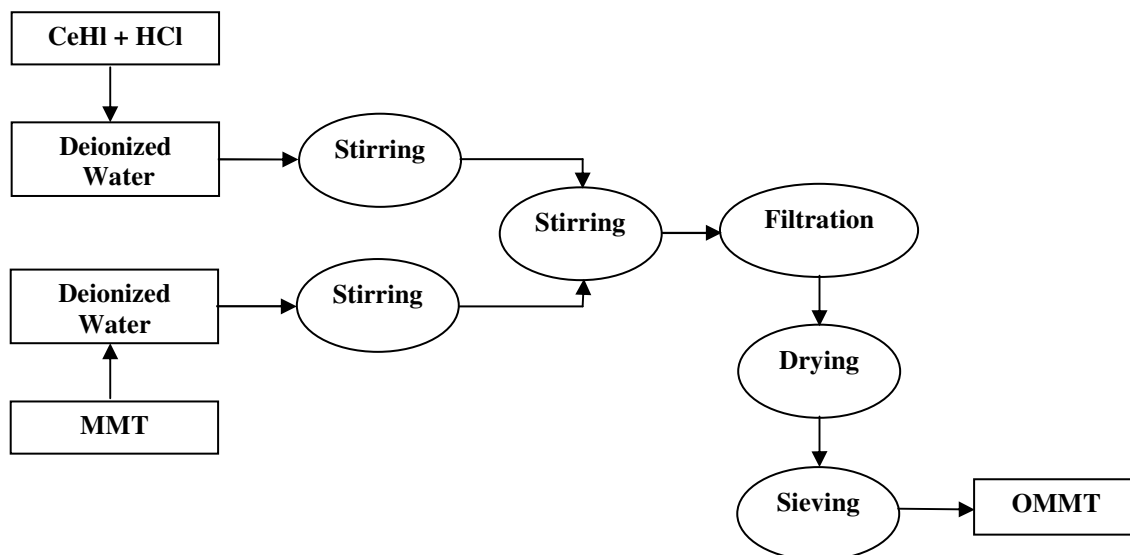 CeHl + HCl
Deionized
Water
Stirring
Stirring
Filtration
Deionized
Water
Stirring
MMT
Drying
Sieving
OMMT